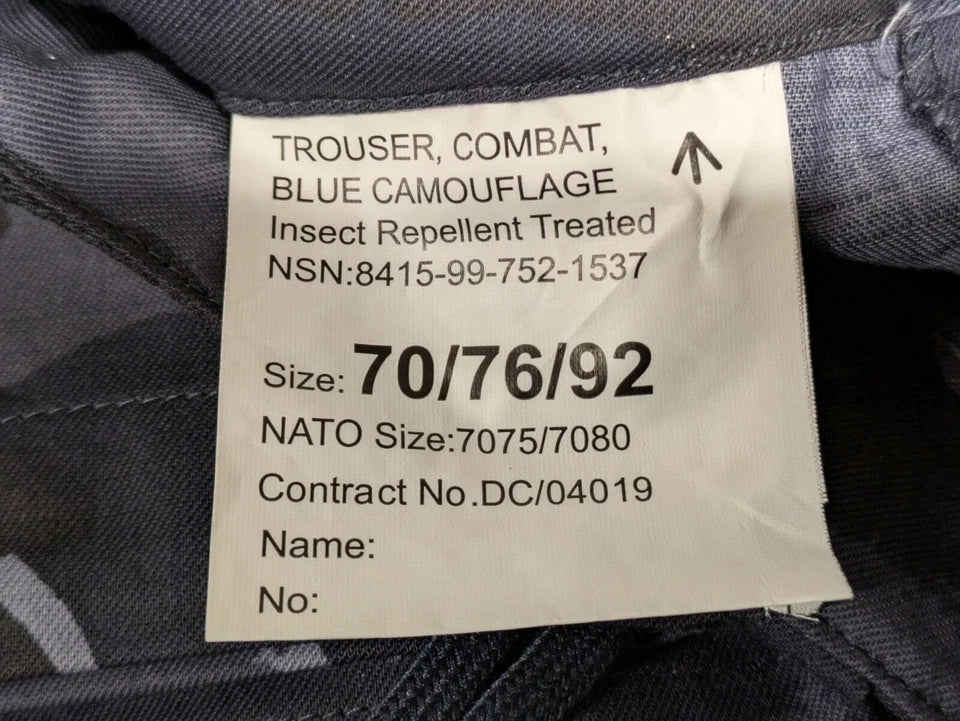 TROUSER, COMBAT,
BLUE CAMOUFLAGE
Insect Repellent Treated
NSN:8415-99-752-1537
Size: 70/76/92
NATO Size:7075/7080
Contract No.DC/04019
Name:
No: